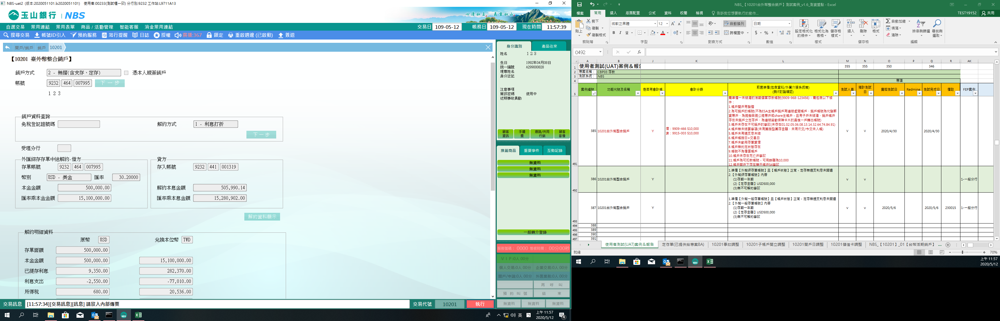 NBS-uat2 (版本:2020051101.b2020051101) 使用者:00233(測試櫃一卯) 分行別:9232 工作站:L9711A13
玉山銀行 | NBS
心清如玉,義重如山
自選交易 常用連結 常用表單 商品 / 活動管理 智能客服 消金常用連結
交易日 109-05-12 帳務日 109-05-12 現在時間 11:57:39
搜尋交易 帳號ID引入 預約服務 蒞行提醒 日誌 授權 廣播:367 鎖定 重啟週邊 (已啟動) 簽退
開戶/銷戶 銷戶 10201
【10201 臺外幣整合銷戶】
銷戶方式 2 - 無摺(含支存、定存) 憑本人親簽銷戶
帳號 9232 464 007995 下一步
1 2 3
銷戶資料查詢
免稅登記證號碼 解約方式 1 - 利息打折
下一步
受理分行
外匯綜存存單中途解約-借方
存單帳號 9232 464 007995
幣別 USD - 美金 匯率 30.20000
本金金額 500,000.00
匯率乘本金金額 15,100,000.00
貸方
存入帳號 9232 441 001319
解約本息金額 505,990.14
匯率乘本息金額 15,280,902.00
解約資料顯示
解約明細資料
原幣 USD 兌換本位幣 TWD
存單面額 500,000.00
本金金額 500,000.00 15,100,000.00
已提存利息 9,350.00 282,370.00
利息支出 -2,550.00 -77,010.00
所得稅 680.00 20,536.00
交易訊息 [11:57:34][交易訊息][訊息] 請放入內部傳票 交易代號 10201 執行
身分識別 產品往來
姓名 1 2 3
生日 1992年04月08日
統一編號 A299000828
理專姓名
身分註記
注意事項
簡訊密碼 使用中
近期事故異動
顧客資訊 手續費 通路/共同行銷 顧客影像
推薦商品 重要事件 互動記錄
無資料
無資料
無資料
一般轉介登錄
服務號碼: 0000 等候時間: 00分00秒
V I P:0人 00分
個人交易:0人 00分 企業交易:0人 00分
開戶/申請:0人 00分 外匯業務:0人 00分
再 呼 叫
預 約 叫 號 結 束
無資料 無資料 無資料
英
上午 11:57
2020/5/12
4
NBS_【10201台外幣整合銷戶】測試案例_v1.6_測資盤點 - Excel
檔案 常用 插入 版面配置 公式 資料 校閱 檢視 告訴我您想要執行的動作... TEST19152 共用
貼上 剪下 複製 複製格式 微軟正黑體 12 自動換列 跨欄置中 日期
設定格式化的條件 格式化為表格 儲存格樣式 插入 刪除 格式 自動加總 填滿 清除 排序與篩選 尋找與選取
剪貼簿 字型 對齊方式 數值 樣式 儲存格 編輯
O492 fx
A B J K L M N O P Q R AK
1 使用者測試(UAT)案例&報告 355 355 350 346
2 專案名稱: CBP03 存款
3 測試系統: NBS
4 專項
5 案例編號 功能代號及名稱 是否有會計帳 會計分錄 前置準備(包含資料/外圍介接系統等)(與IT討論確認) 測試人員 預計測試日 實際測試日 Redmine 測試完成日 備註 FEP案例
需準備一未結清的活期儲蓄存款帳號(9909-968-123456),需包含以下條件:
1.帳戶開戶有發摺
2.為可銷戶的帳號(不為ESA主帳戶銷戶有連結虛擬帳戶、銷戶帳號為代發薪資專戶、為提撥自提公提專戶或share主帳戶,且有子戶未結清、銷戶帳戶存在未銷戶之定存戶、為連結勞動保障卡片的最後一戶轉出帳號)
3.帳戶未存在不可銷戶的事故(未存在01.02.05.06.08.13.14.32.64.74.84.91)
4.帳戶無未結算事項(未有業務型圈存金額、未有次交/今交未入帳)
5.帳戶未有透支息未結
6.帳戶帳務日=交易日
7.帳戶未動用存單質借
8.帳戶無約定狀態存在
9.帳號不為備償帳戶
10.帳戶未存在死亡戶事故
11.帳戶為可扣款帳號,可用餘額為10,000
12.帳戶歸戶下存在警示帳戶54事故
491 385 10201台外幣整合銷戶 Y 借:9909-466 $10,000
貸:9915-003 $10,000
V V 2020/4/30 2020/4/30
492 386 10201台外幣整合銷戶 Y
1.準備【外幣綜存單帳號】且【帳戶狀態】正常,定存無透支利息未歸還
2.【外幣綜存單帳號】內容
(1)存期一年期
(2)【定存金額】USD500,000
(3)無不可解約事故
v v 1-一般分行
493 387 10201台外幣整合銷戶 Y
1.準備【外幣一般存單帳號】且【帳戶狀態】正常,定存無透支利息未歸還
2.【外幣一般存單帳號】內容
(1)存期一年期
(2)【定存金額】USD500,000
(3)無不可解約事故
v v 2020/5/6 2020/5/6 230015 1-一般分行
494 388
495 389
496 390
497 391
使用者測試(UAT)案例&報告 定存單(已提供給專案BA) 10201事故調整 10201子帳戶開立調整 10201開戶日調整 10201儲值卡調整 NBS_【10201】_01【台幣活期銷戶】 ...
就緒 70%
上午 11:57
2020/5/12